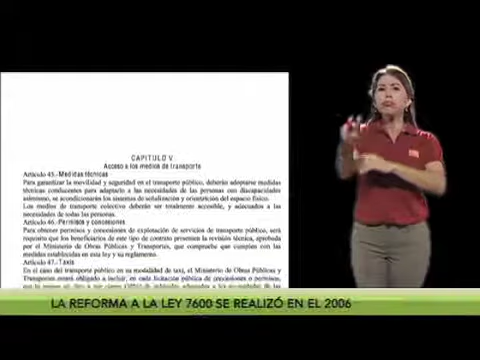 CAPITULO V
Acceso a los medios de transporte
Artículo 45.-Medidas técnicas
Para garantizar la movilidad y seguridad en el transporte público, deberán adoptarse medidas
técnicas conducentes para adaptarlo a las necesidades de las personas con discapacidades
asimismo, se acondicionarán los sistemas de señalización y orientación del espacio físico.
Los medios de transporte colectivo deberán ser totalmente accesibles, y adecuados a las
necesidades de todas las personas.
Artículo 46.-Permisos y concesiones
Para obtener permisos y concesiones de explotación de servicios de transporte público, será
requisito que los beneficiarios de este tipo de contrato presenten la revisión técnica, aprobada
por el Ministerio de Obras Públicas y Transportes, que compruebe que cumplen con las
medidas establecidas en esta ley y su reglamento.
Artículo 47.-Taxis
En el caso del transporte público en su modalidad de taxi, el Ministerio de Obras Públicas y
Transportes estará obligado a incluir, en cada licitación pública de concesiones o permisos,
LA REFORMA A LA LEY 7600 SE REALIZÓ EN EL 2006